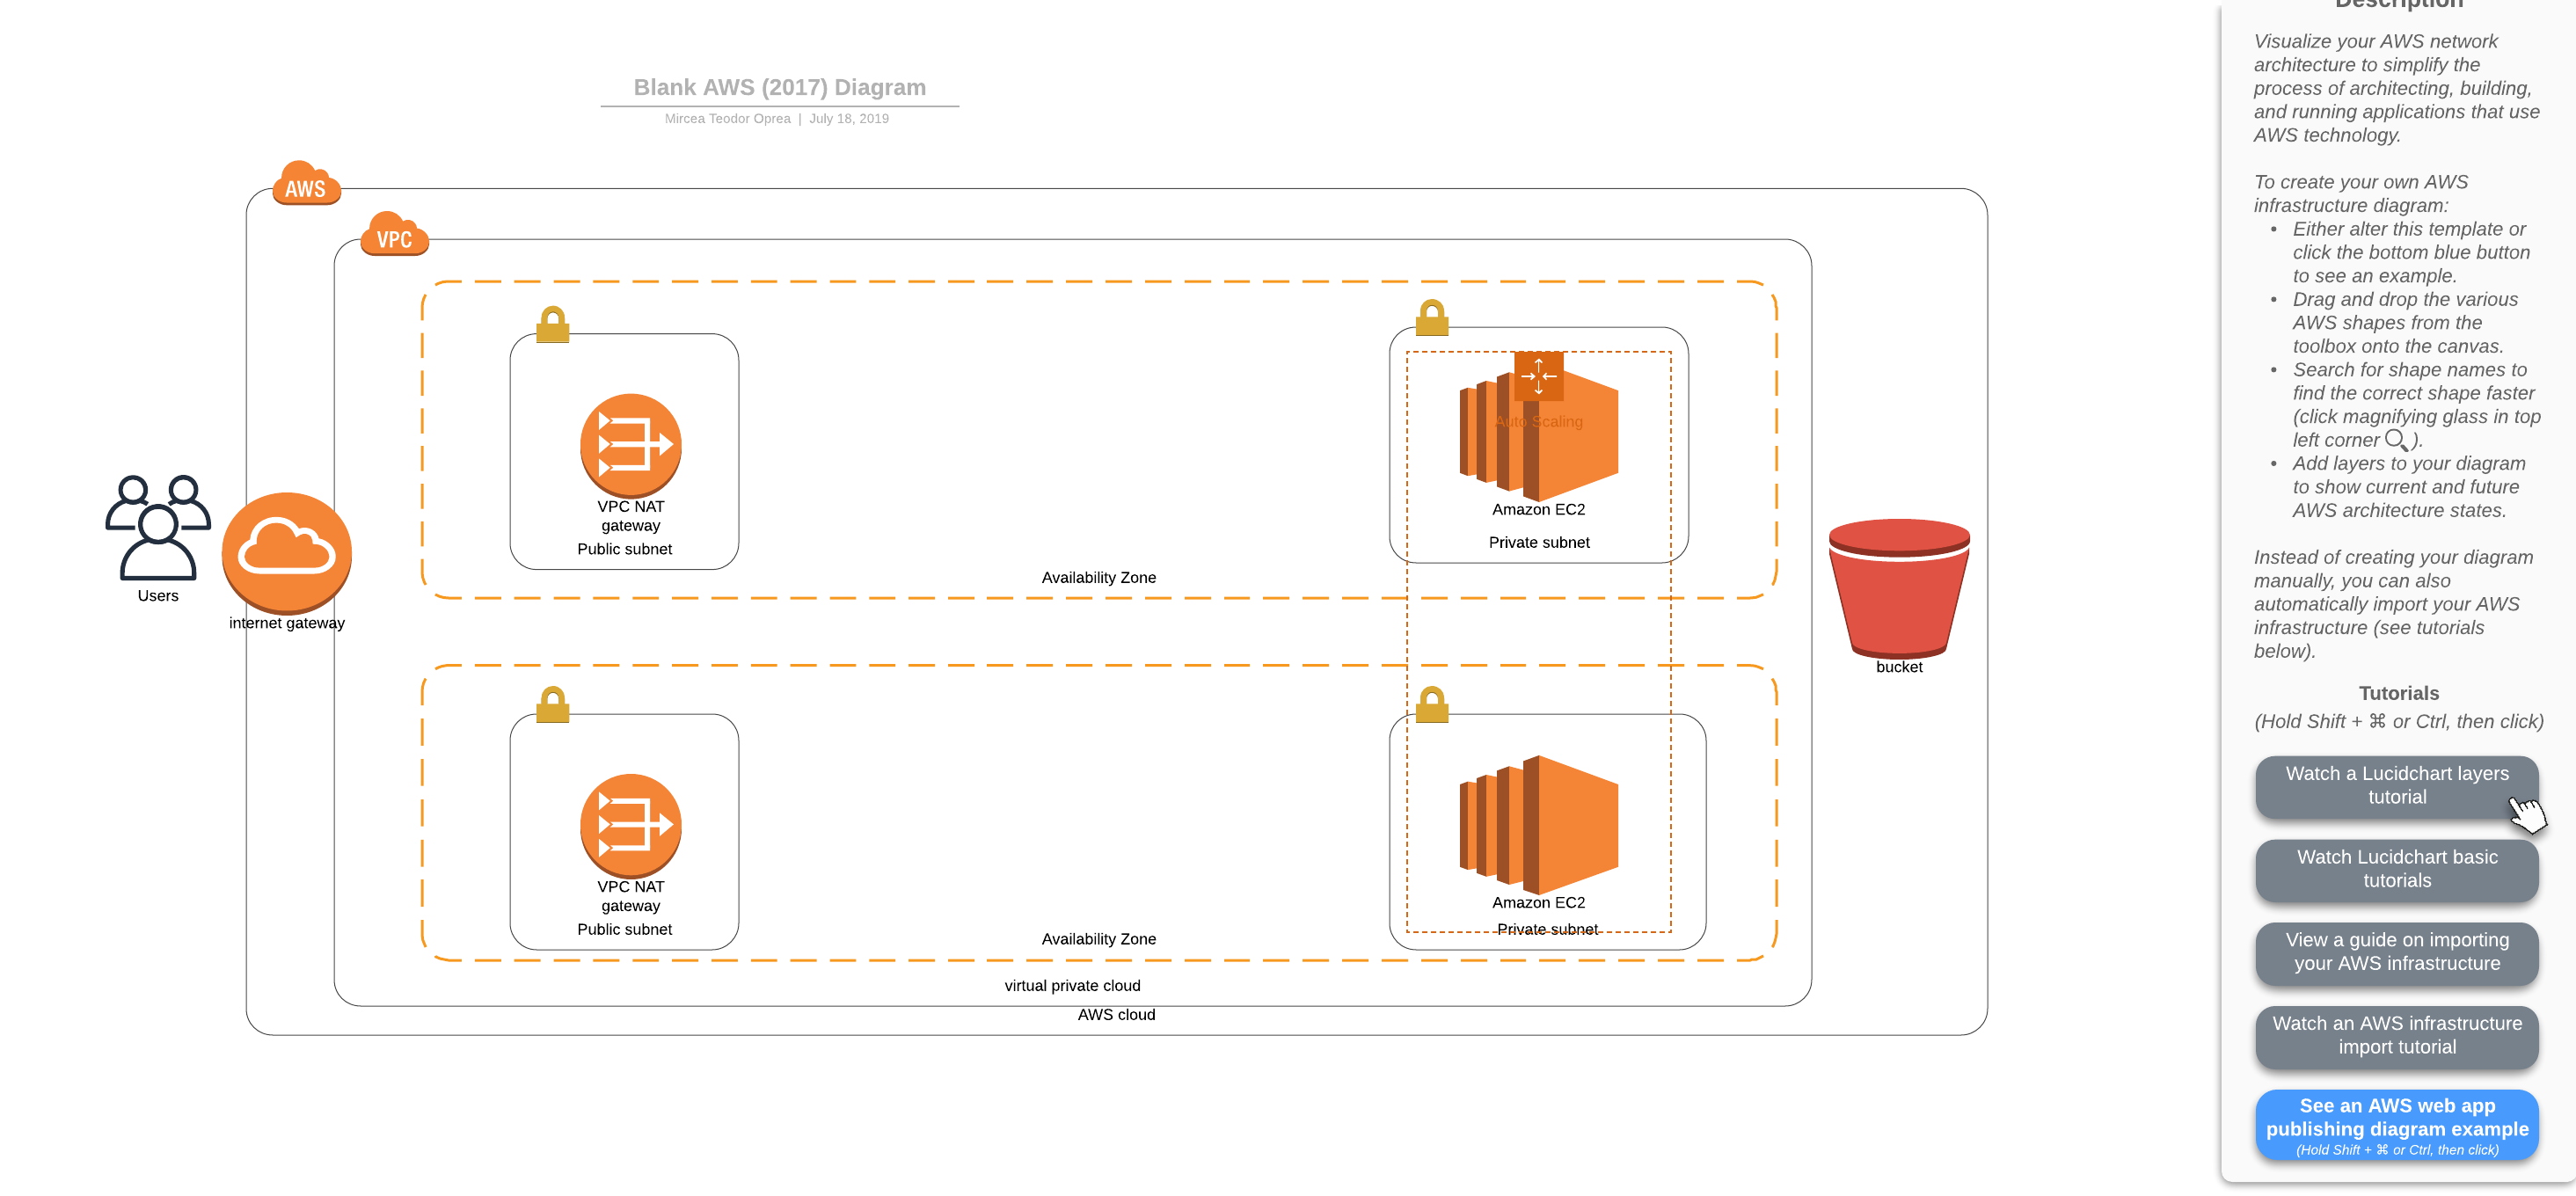 Blank AWS (2017) Diagram
Mircea Teodor Oprea | July 18, 2019
AWS
VPC
VPC NAT
gateway
Public subnet
Auto Scaling
Amazon EC2
Private subnet
Availability Zone
Users
internet gateway
bucket
VPC NAT
gateway
Public subnet
Amazon EC2
Private subnet
Availability Zone
virtual private cloud
AWS cloud
Description
Visualize your AWS network
architecture to simplify the
process of architecting, building,
and running applications that use
AWS technology.
To create your own AWS
infrastructure diagram:
• Either alter this template or
click the bottom blue button
to see an example.
• Drag and drop the various
AWS shapes from the
toolbox onto the canvas.
• Search for shape names to
find the correct shape faster
(click magnifying glass in top
left corner ).
• Add layers to your diagram
to show current and future
AWS architecture states.
Instead of creating your diagram
manually, you can also
automatically import your AWS
infrastructure (see tutorials
below).
Tutorials
(Hold Shift + ⌘ or Ctrl, then click)
Watch a Lucidchart layers
tutorial
Watch Lucidchart basic
tutorials
View a guide on importing
your AWS infrastructure
Watch an AWS infrastructure
import tutorial
See an AWS web app
publishing diagram example
(Hold Shift + ⌘ or Ctrl, then click)